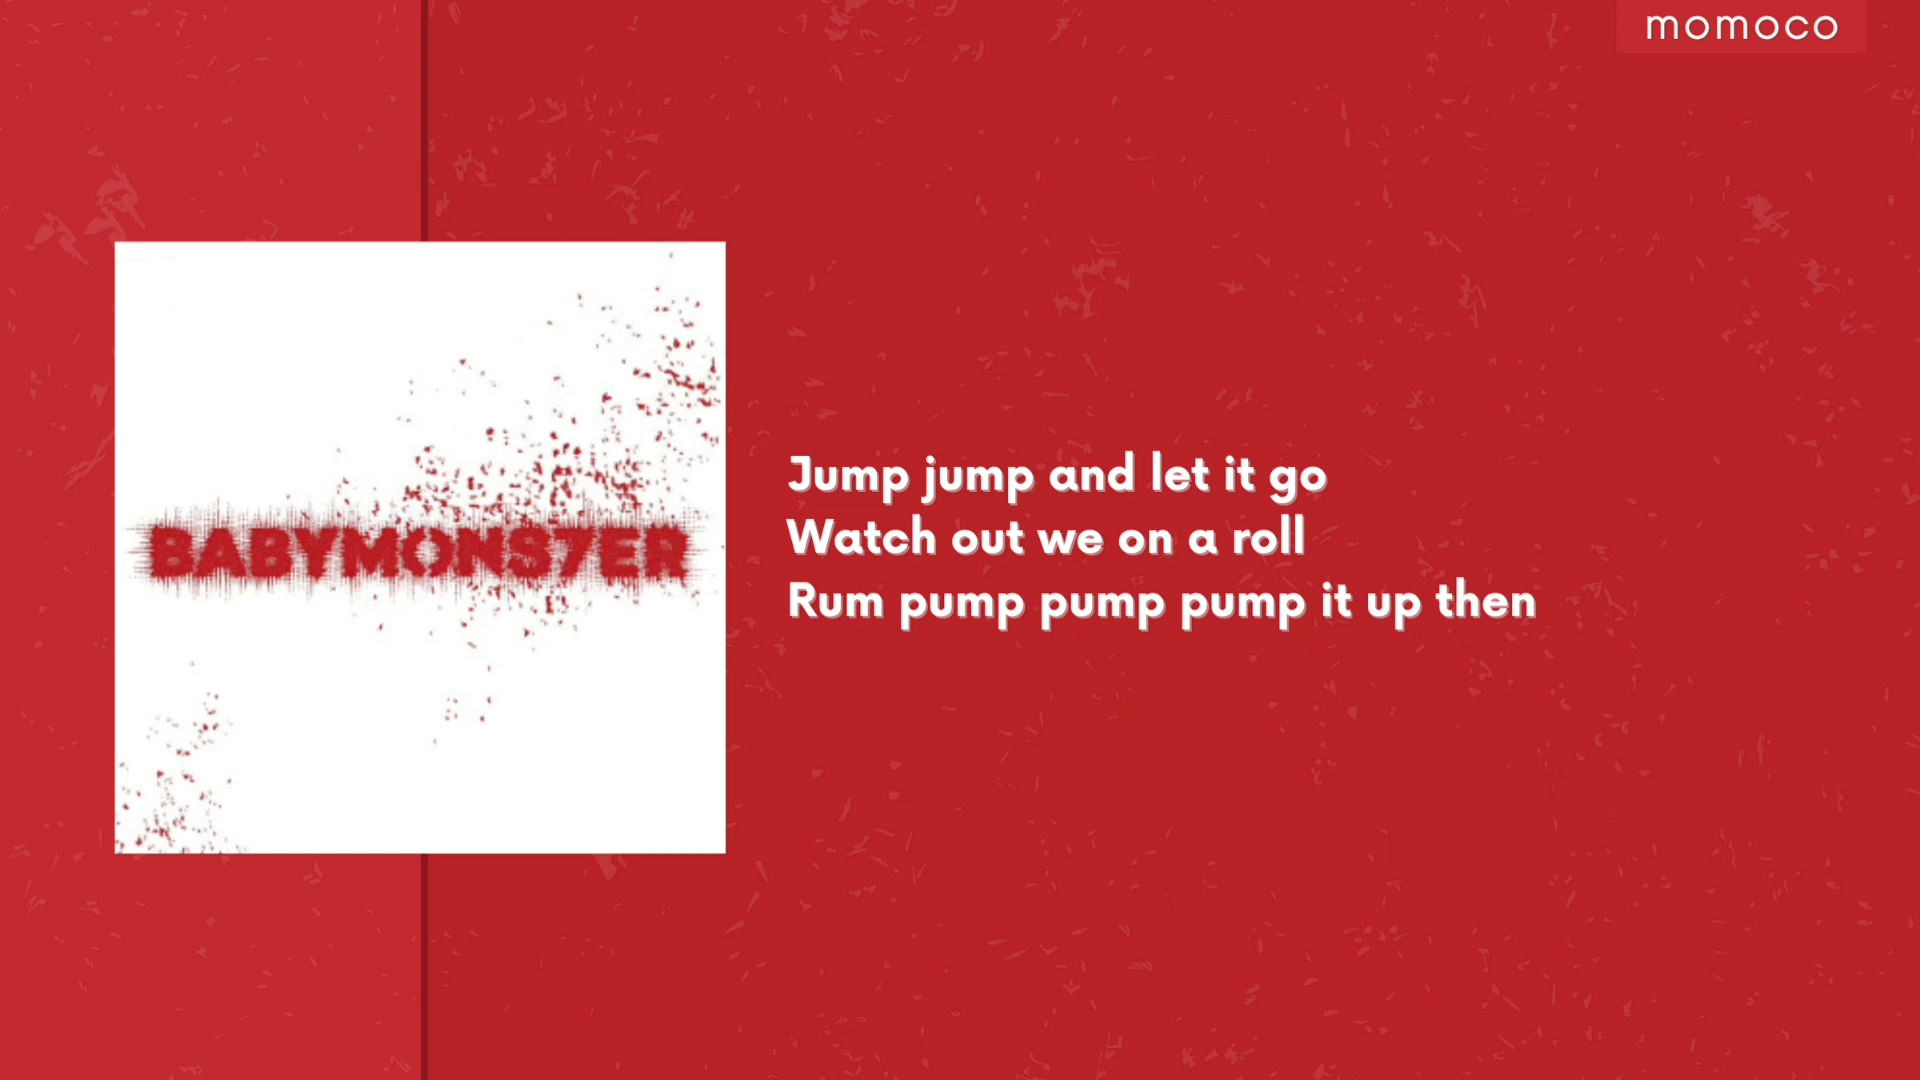 momoco
BABYMONS7ER
Jump jump and let it go
Watch out we on a roll
Rum pump pump pump it up then